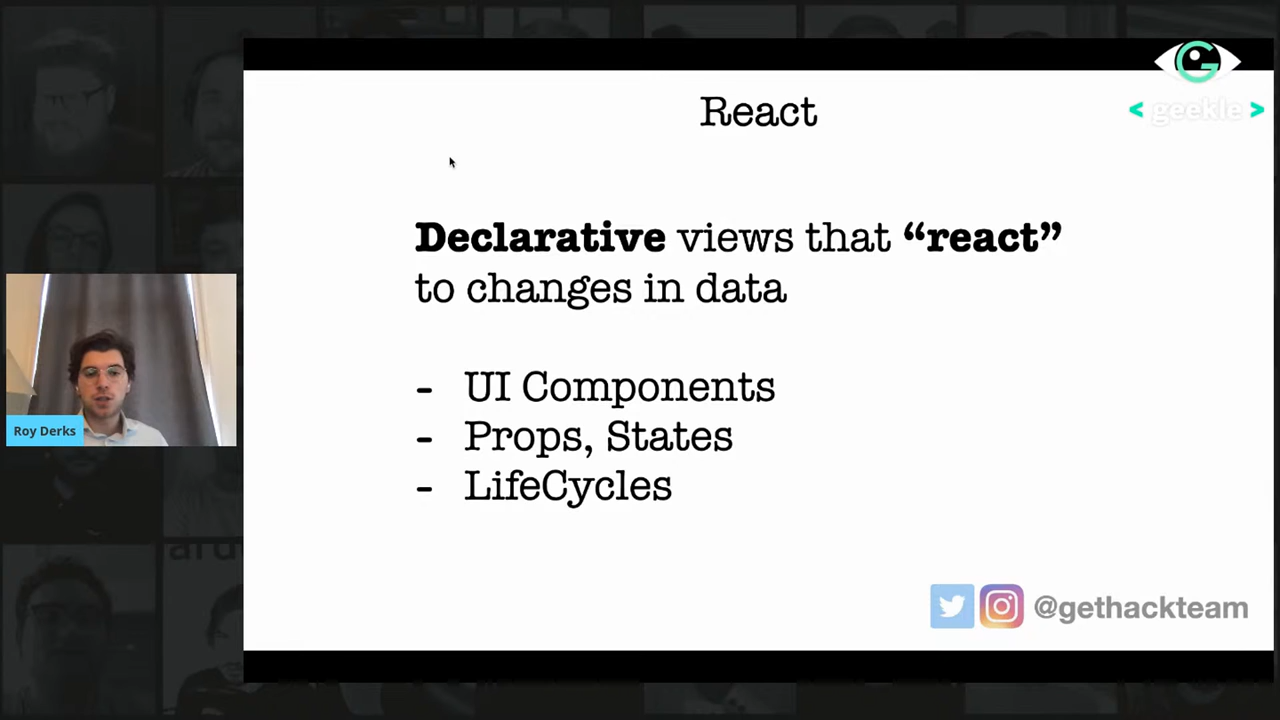 React
< geekle >
Declarative views that “react”
to changes in data
- UI Components
- Props, States
- LifeCycles
Roy Derks
@gethackteam